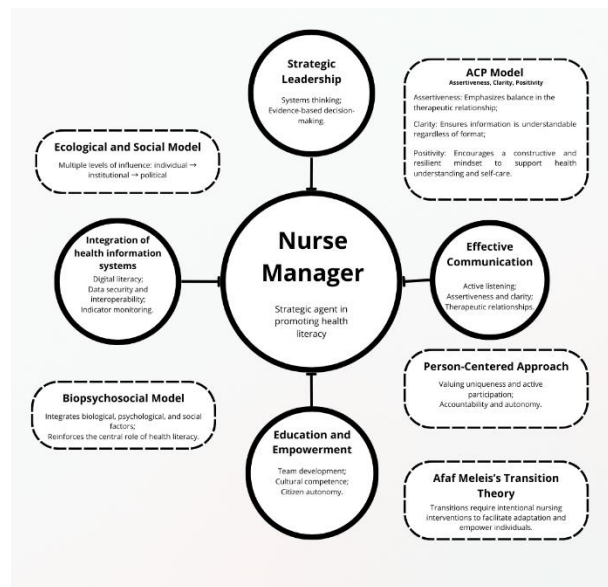 Strategic
Leadership
Systems thinking;
Evidence-based decision-
making.
ACP Model
Assertiveness, Clarity, Positivity
Assertiveness: Emphasizes balance in the
therapeutic relationship;
Clarity: Ensures information is understandable
regardless of format;
Positivity: Encourages a constructive and
resilient mindset to support health
understanding and self-care.
Ecological and Social Model
Multiple levels of influence: individual →
institutional → political
Integration of
health information
systems
Digital literacy;
Data security and
interoperability;
Indicator monitoring.
Nurse
Manager
Strategic agent in
promoting health
literacy
Effective
Communication
Active listening;
Assertiveness and clarity;
Therapeutic relationships.
Person-Centered Approach
Valuing uniqueness and active
participation;
Accountability and autonomy.
Biopsychosocial Model
Integrates biological, psychological, and social
factors;
Reinforces the central role of health literacy.
Education and
Empowerment
Team development;
Cultural competence;
Citizen autonomy.
Afaf Meleis's Transition
Theory
Transitions require intentional nursing
interventions to facilitate adaptation and
empower individuals.